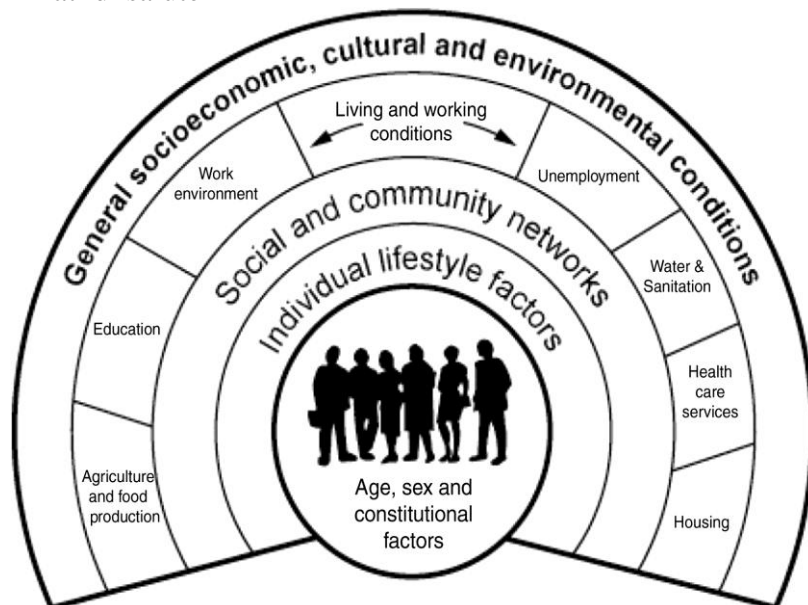 General socioeconomic, cultural and environmental conditions
Living and working
conditions
Work
environment
Unemployment
Education
Water &
Sanitation
Agriculture
and food
production
Health
care
services
Housing
Social and community networks
Individual lifestyle factors
Age, sex and
constitutional
factors